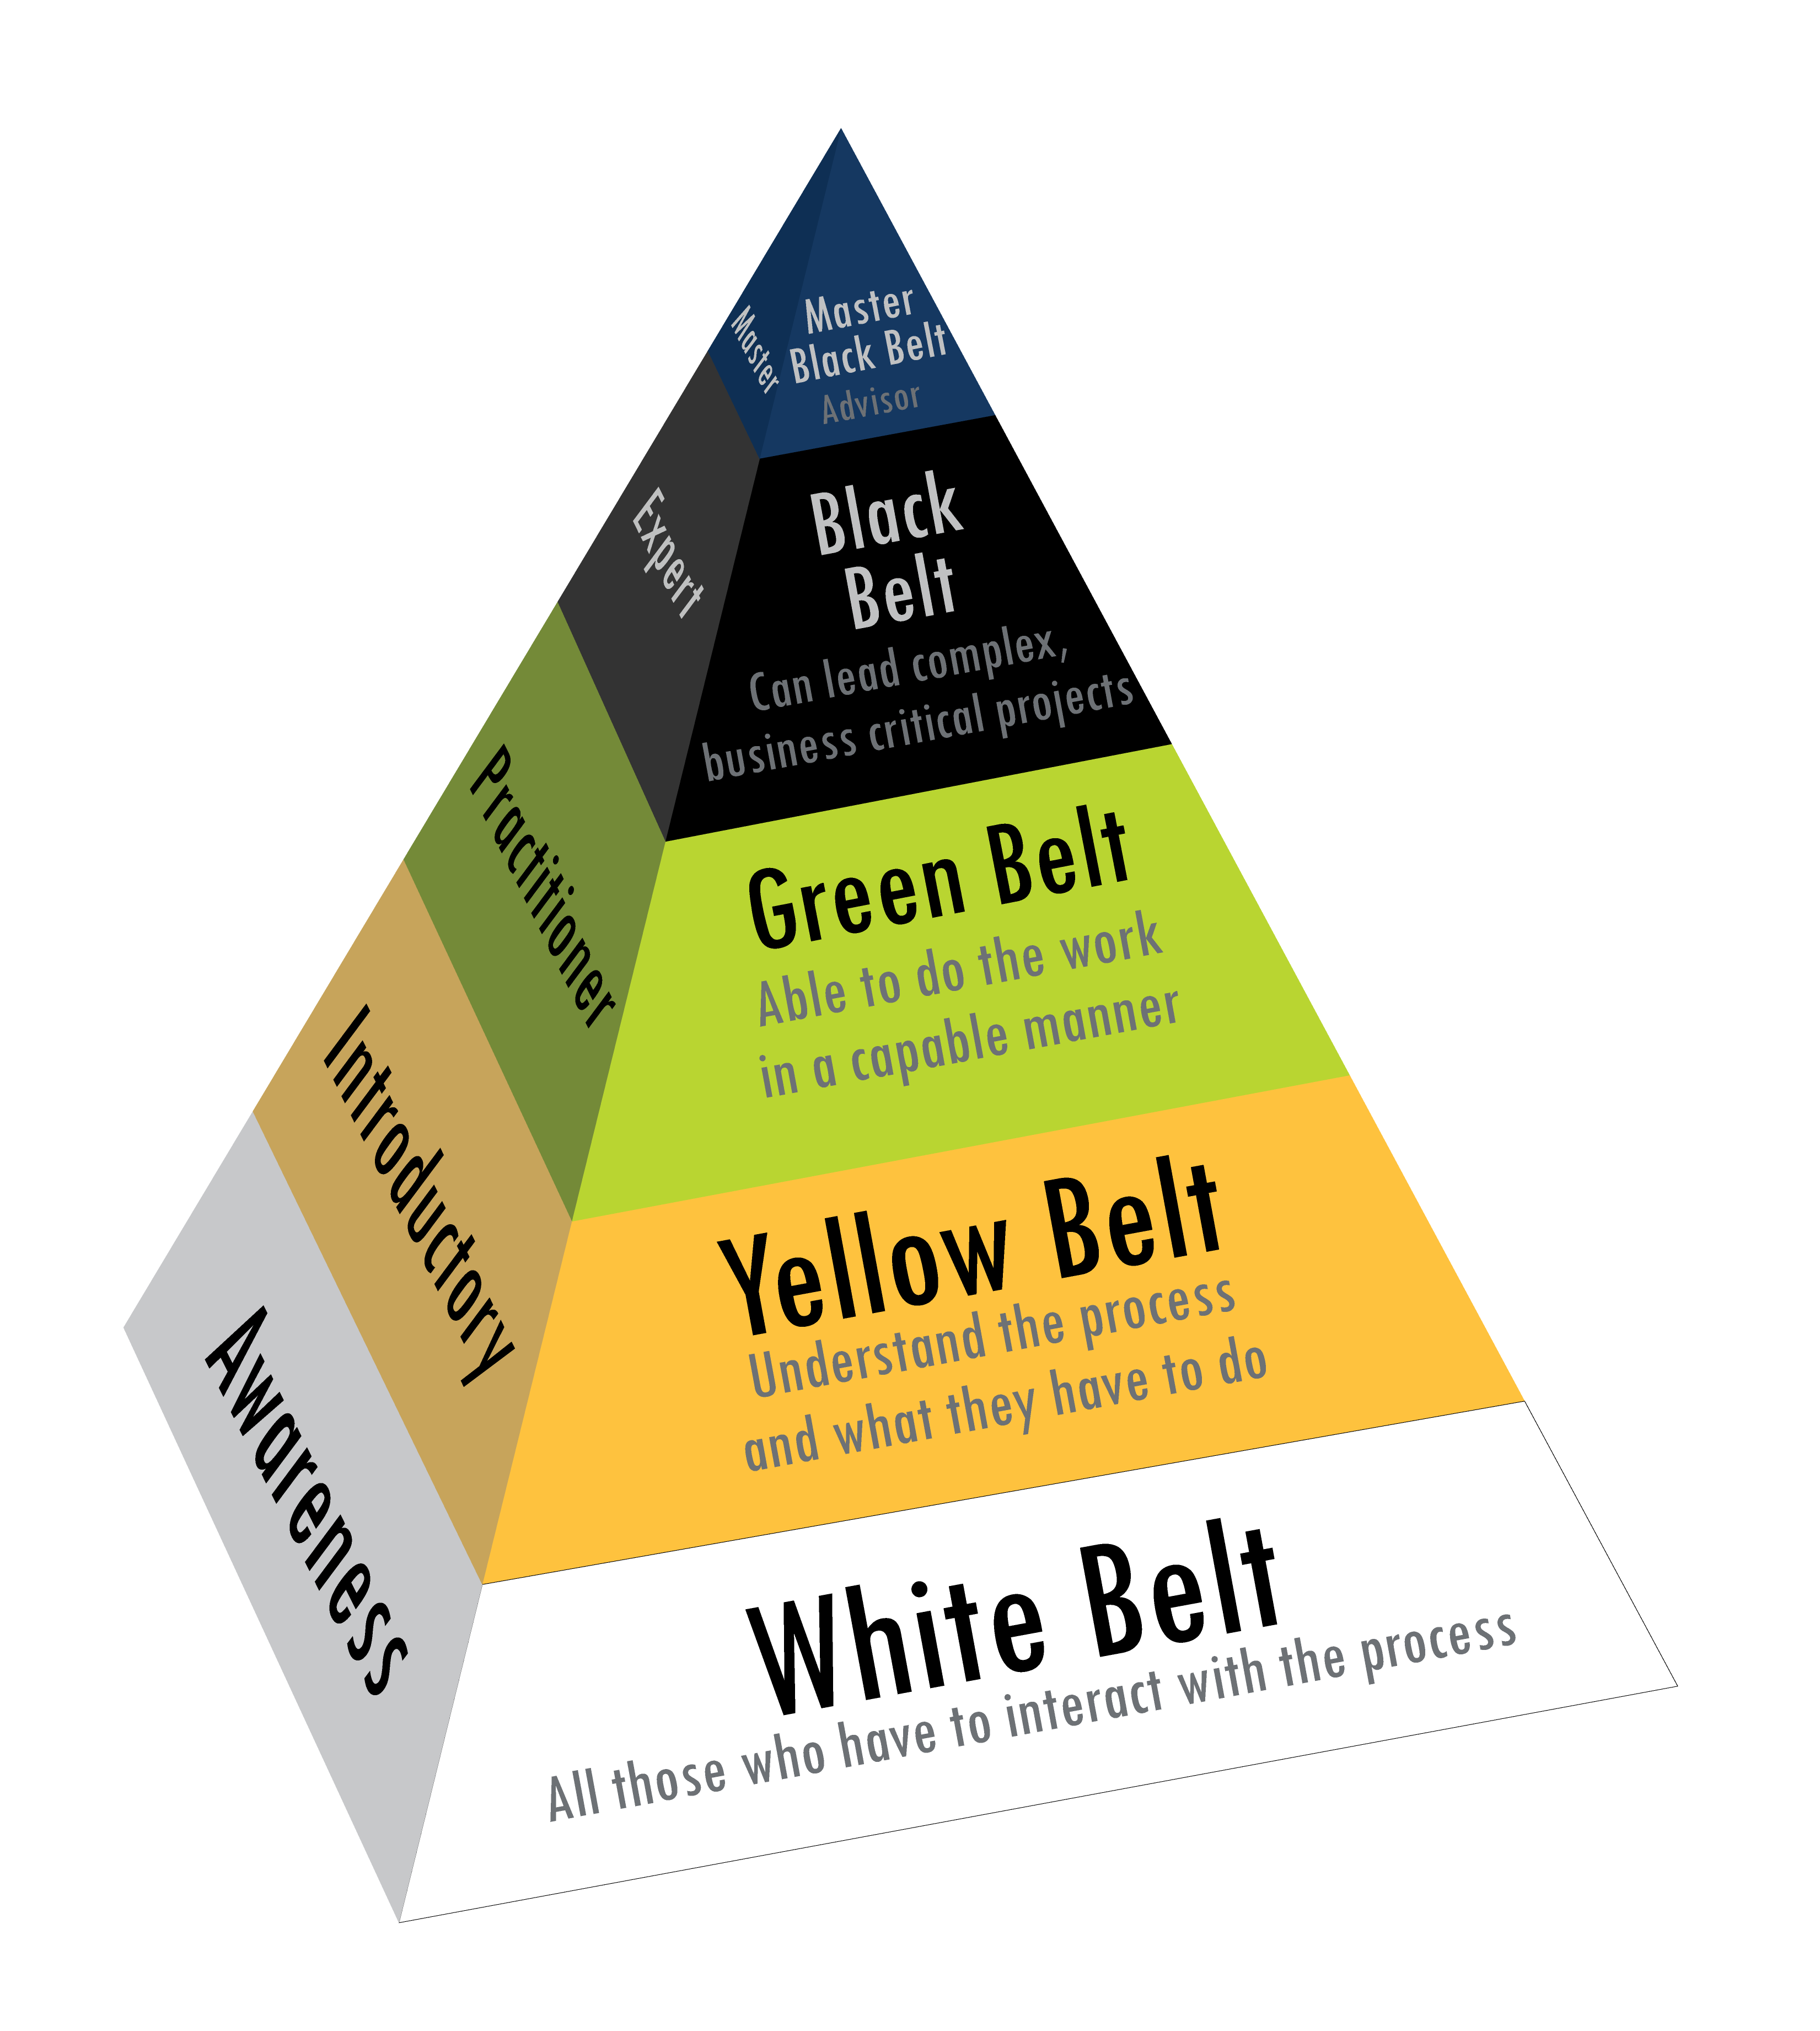 Master
Master
Black Belt
Advisor
Expert
Black
Belt
Can lead complex,
business critical projects
Practitioner
Green Belt
Able to do the work
in a capable manner
Introductory
Yellow Belt
Understand the process
and what they have to do
Awareness
White Belt
All those who have to interact with the process